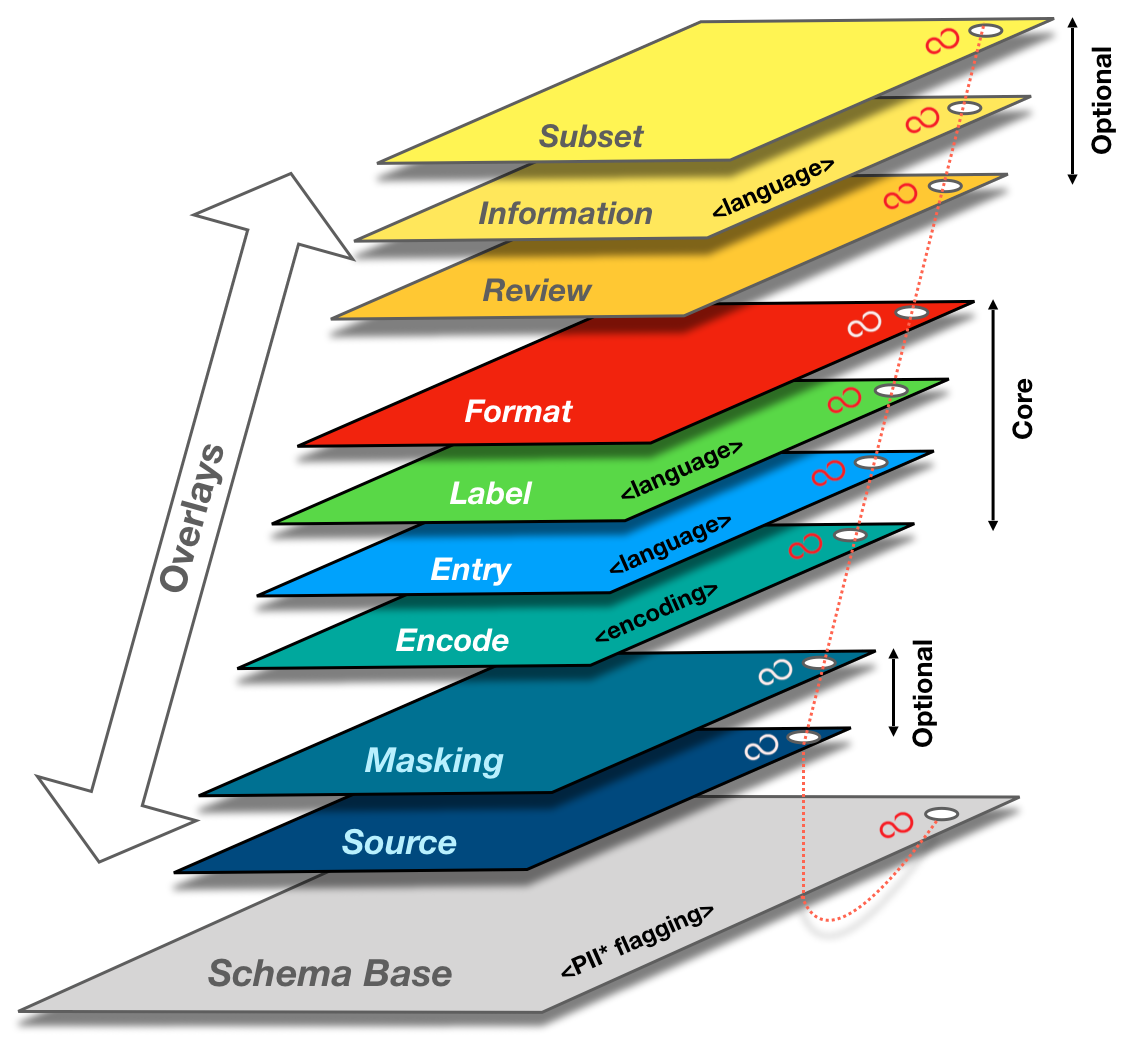 Subset
Optional
Information
<language>
Review
Format
Core
Label
<language>
Entry
<language>
Encode
<encoding>
Overlays
Masking
Optional
Source
Schema Base
<PII* flagging>